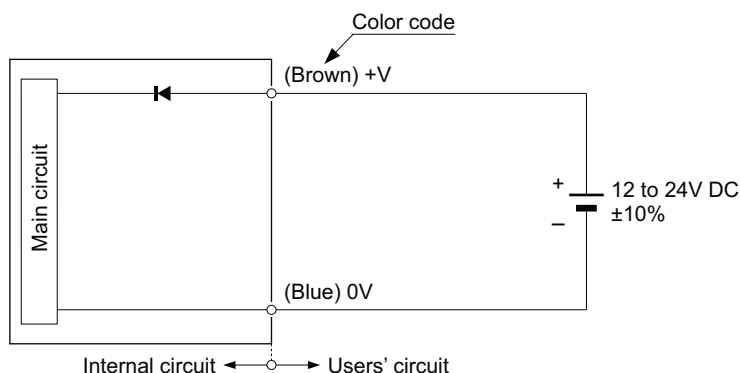 Color code
(Brown) +V
Main circuit
+
12 to 24V DC
±10%
–
(Blue) 0V
Internal circuit
Users' circuit